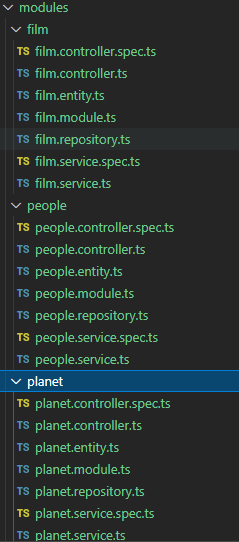 modules
film
TS film.controller.spec.ts
TS film.controller.ts
TS film.entity.ts
TS film.module.ts
TS film.repository.ts
TS film.service.spec.ts
TS film.service.ts
people
TS people.controller.spec.ts
TS people.controller.ts
TS people.entity.ts
TS people.module.ts
TS people.repository.ts
TS people.service.spec.ts
TS people.service.ts
planet
TS planet.controller.spec.ts
TS planet.controller.ts
TS planet.entity.ts
TS planet.module.ts
TS planet.repository.ts
TS planet.service.spec.ts
TS planet.service.ts